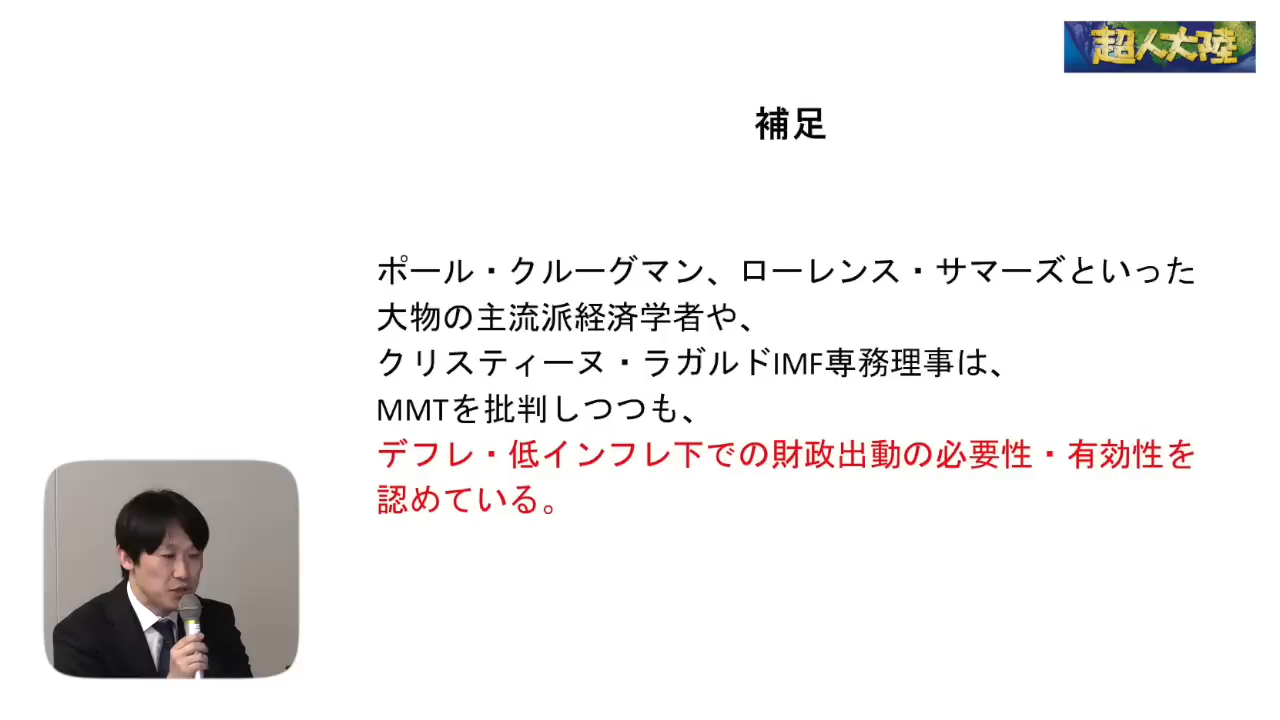 超人大陸
補足
ポール・クルーグマン、ローレンス・サマーズといった
大物の主流派経済学者や、
クリスティーヌ・ラガルドIMF専務理事は、
MMTを批判しつつも、
デフレ・低インフレ下での財政出動の必要性・有効性を
認めている。